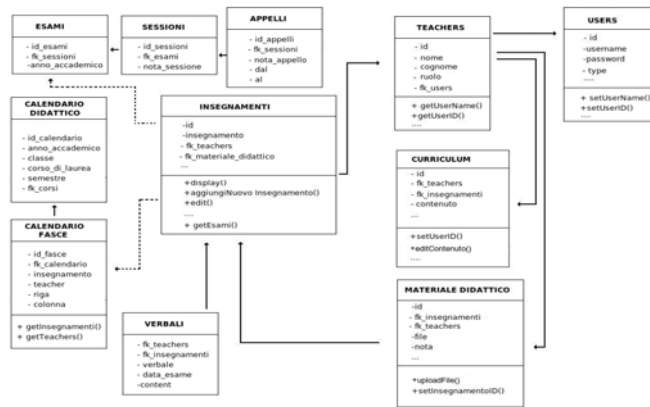 ESAMI
- id_esami
- fk_sessioni
-anno_accademico
SESSIONI
- id_sessioni
- fk_esami
- nota_sessione
APPELLI
- id_appelli
- fk_sessioni
- nota_appello
- dal
- al
TEACHERS
- id
- nome
- cognome
- ruolo
- fk_users
+ getUserName()
+getUserID()
....
USERS
- id
-username
-password
- type
....
+ setUserName()
+setUserID()
....
CALENDARIO
DIDATTICO
- id_calendario
- anno_accademico
- classe
- corso_di_laurea
- semestre
- fk_corsi
INSEGNAMENTI
-id
-insegnamento
- fk_teachers
- fk_materiale_didattico
...
+display()
+aggiungiNuovo Insegnamento()
+edit()
....
+ getEsami()
CURRICULUM
- id
- fk_teachers
- fk_insegnamenti
- contenuto
...
+setUserID()
+editContenuto()
....
CALENDARIO
FASCE
- id_fasce
- fk_calendario
- insegnamento
- teacher
- riga
- colonna
+ getInsegnamenti()
+ getTeachers()
VERBALI
- fk_teachers
- fk_insegnamenti
- verbale
- data_esame
-content
MATERIALE DIDATTICO
-id
-fk_insegnamenti
-fk_teachers
-file
-nota
...
+uploadFile()
+setInsegnamentoID()